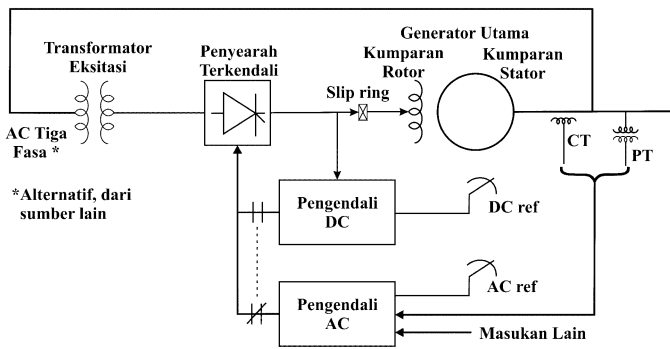 Transformator
Eksitasi
Penyearah
Terkendali
Generator Utama
Kumparan
Rotor
Kumparan
Stator
Slip ring
AC Tiga
Fasa *
CT
PT
*Alternatif, dari
sumber lain
Pengendali
DC
DC ref
Pengendali
AC
AC ref
Masukan Lain